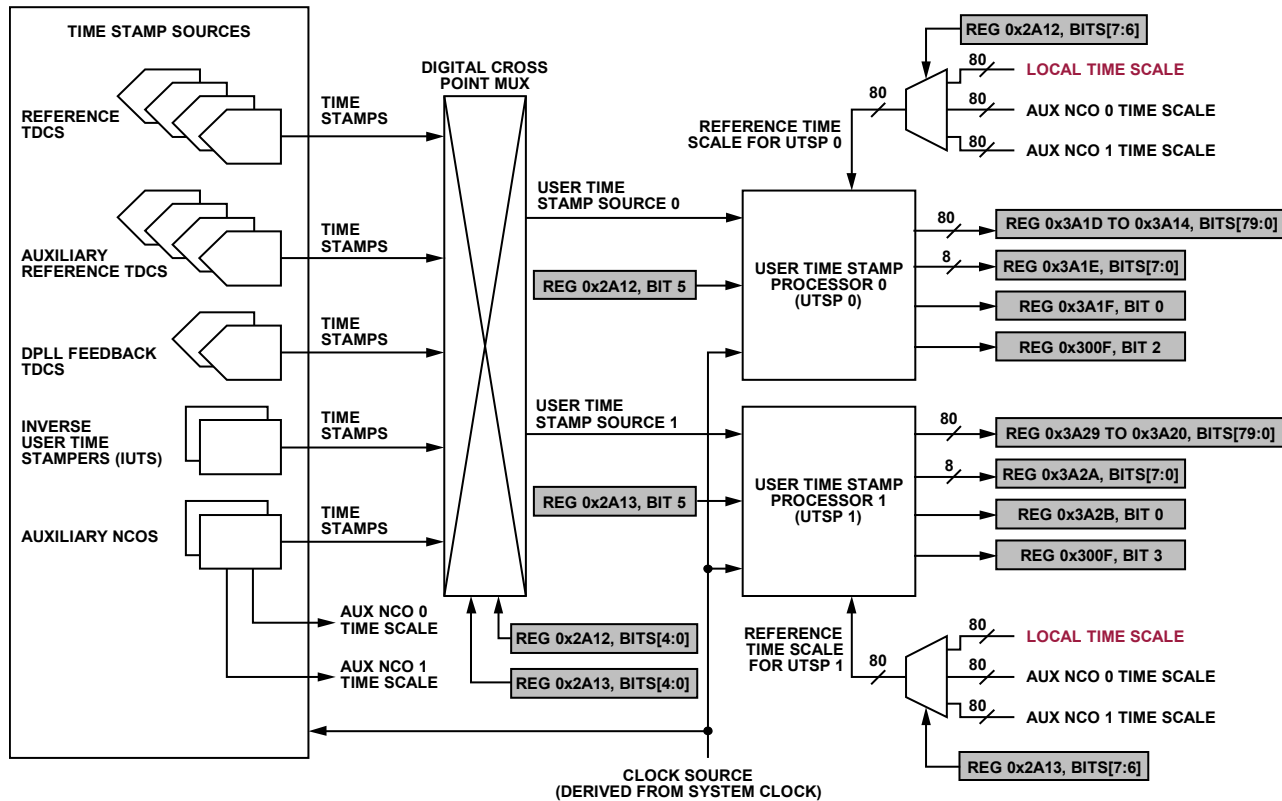 TIME STAMP SOURCES
REFERENCE
TDCS
TIME
STAMPS
AUXILIARY
REFERENCE TDCS
TIME
STAMPS
DPLL FEEDBACK
TDCS
TIME
STAMPS
INVERSE
USER TIME
STAMPERS (IUTS)
TIME
STAMPS
AUXILIARY NCOS
TIME
STAMPS
AUX NCO 0
TIME SCALE
AUX NCO 1
TIME SCALE
DIGITAL CROSS
POINT MUX
REG 0x2A12, BITS[4:0]
REG 0x2A13, BITS[4:0]
USER TIME
STAMP SOURCE 0
REG 0x2A12, BIT 5
USER TIME
STAMP SOURCE 1
REG 0x2A13, BIT 5
CLOCK SOURCE
(DERIVED FROM SYSTEM CLOCK)
REG 0x2A12, BITS[7:6]
80
LOCAL TIME SCALE
80
80
AUX NCO 0 TIME SCALE
80
AUX NCO 1 TIME SCALE
REFERENCE TIME
SCALE FOR UTSP 0
USER TIME STAMP
PROCESSOR 0
(UTSP 0)
80
REG 0x3A1D TO 0x3A14, BITS[79:0]
8
REG 0x3A1E, BITS[7:0]
REG 0x3A1F, BIT 0
REG 0x300F, BIT 2
USER TIME STAMP
PROCESSOR 1
(UTSP 1)
80
REG 0x3A29 TO 0x3A20, BITS[79:0]
8
REG 0x3A2A, BITS[7:0]
REG 0x3A2B, BIT 0
REG 0x300F, BIT 3
REFERENCE
TIME SCALE
FOR UTSP 1
80
80
LOCAL TIME SCALE
80
AUX NCO 0 TIME SCALE
80
AUX NCO 1 TIME SCALE
REG 0x2A13, BITS[7:6]